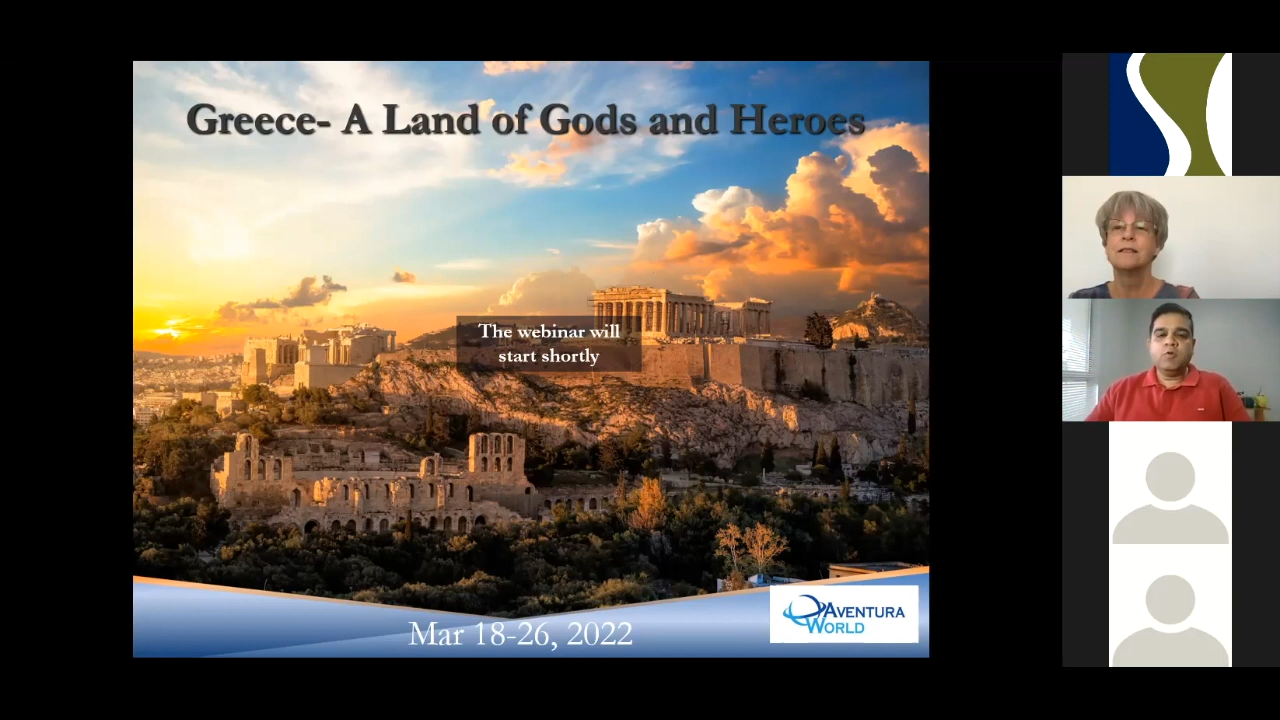 Greece- A Land of Gods and Heroes
The webinar will
start shortly
Mar 18-26, 2022
AVENTURA
WORLD